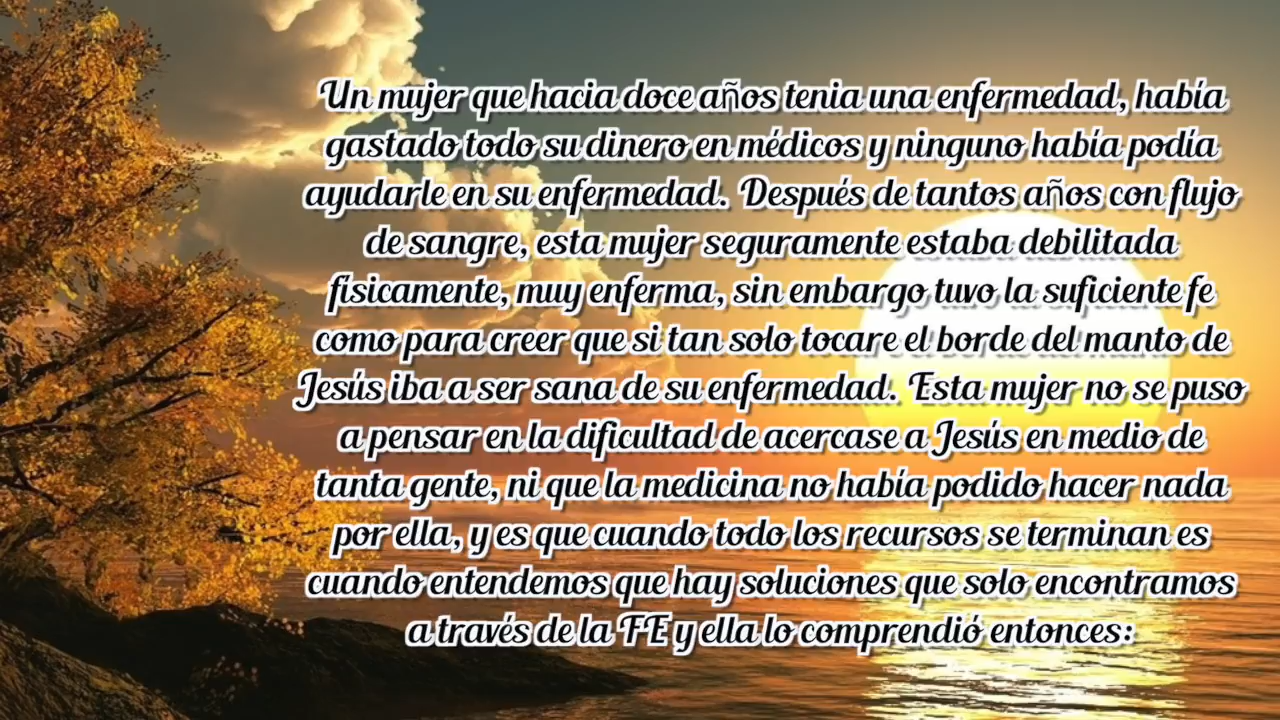 Un mujer que hacia doce años tenia una enfermedad, había
gastado todo su dinero en médicos y ninguno había podía
ayudarle en su enfermedad. Después de tantos años con flujo
de sangre, esta mujer seguramente estaba debilitada
físicamente, muy enferma, sin embargo tuvo la suficiente fe
como para creer que si tan solo tocare el borde del manto de
Jesús iba a ser sana de su enfermedad. Esta mujer no se puso
a pensar en la dificultad de acercase a Jesús en medio de
tanta gente, ni que la medicina no había podido hacer nada
por ella, y es que cuando todo los recursos se terminan es
cuando entendemos que hay soluciones que solo encontramos
a través de la FE y ella lo comprendió entonces: